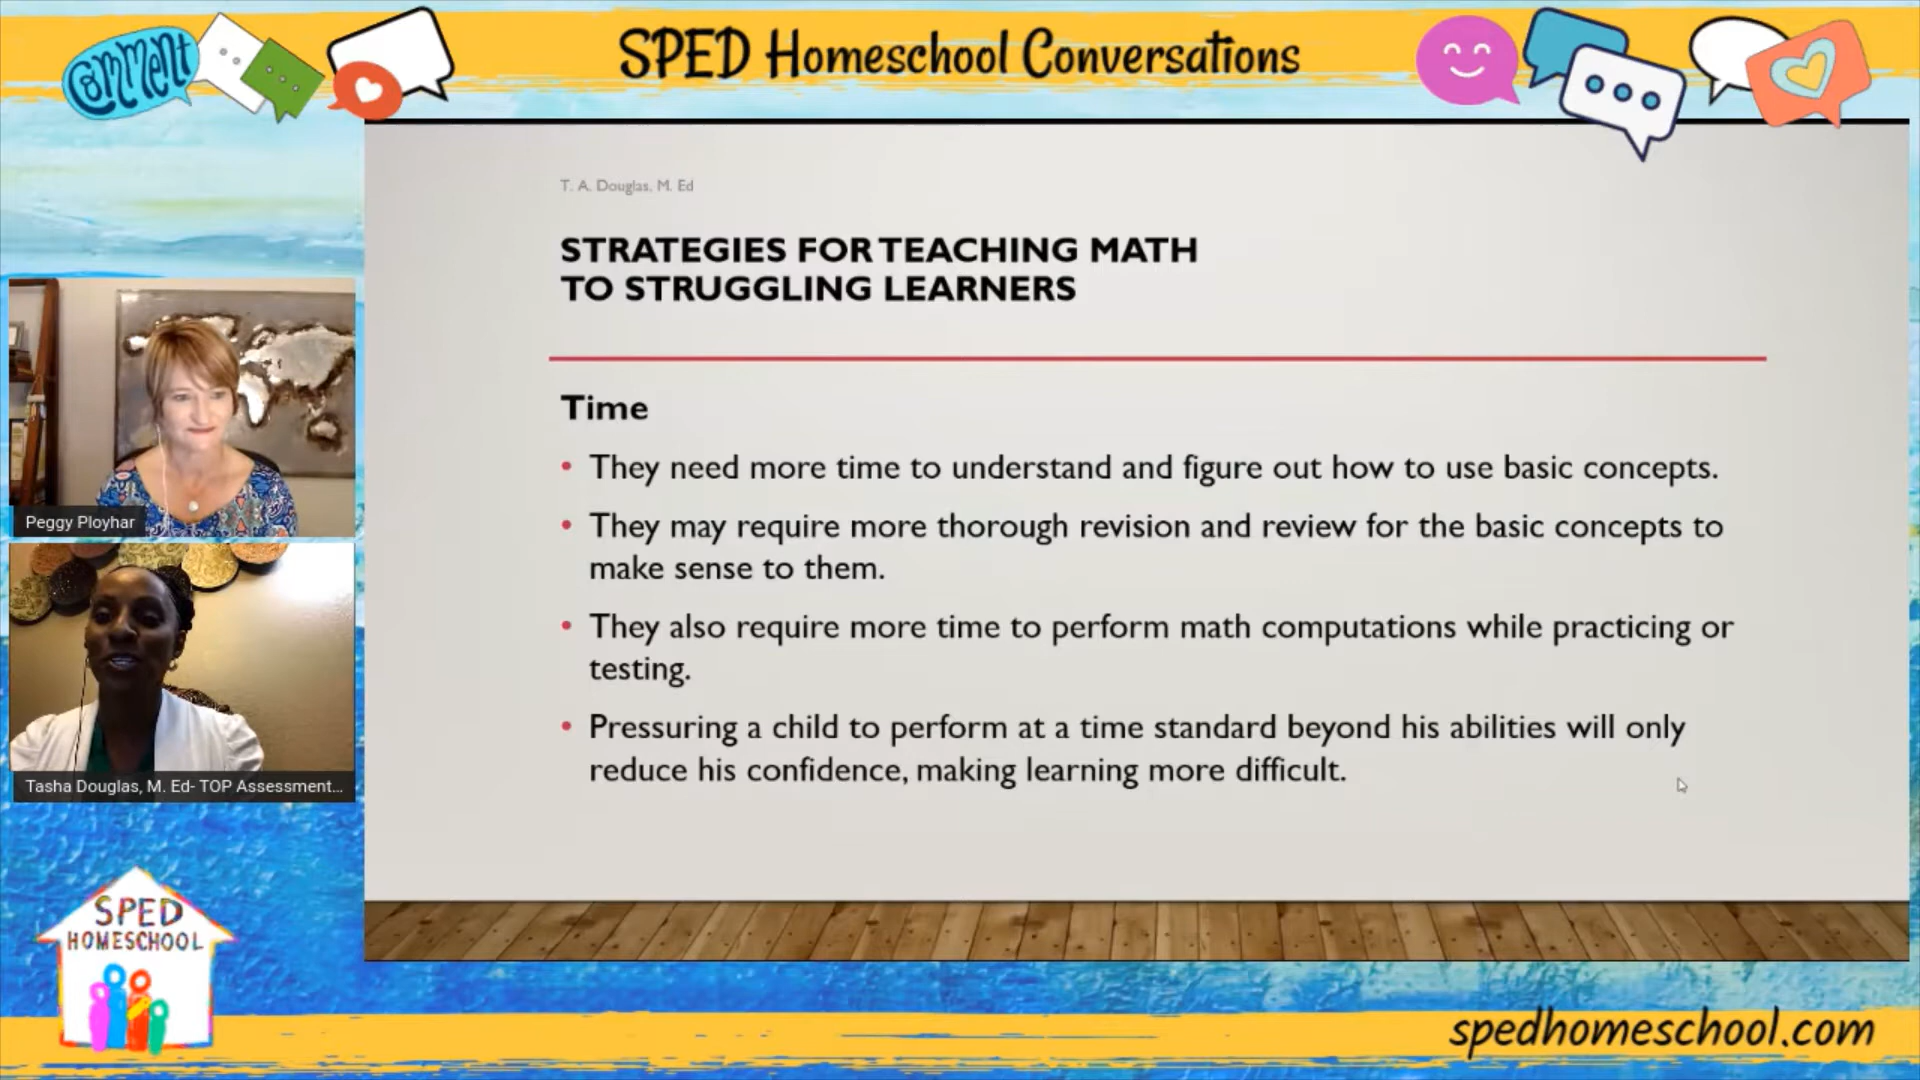 comment
SPED Homeschool Conversations
T. A. Douglas, M. Ed
STRATEGIES FOR TEACHING MATH
TO STRUGGLING LEARNERS
Time
• They need more time to understand and figure out how to use basic concepts.
• They may require more thorough revision and review for the basic concepts to
make sense to them.
• They also require more time to perform math computations while practicing or
testing.
• Pressuring a child to perform at a time standard beyond his abilities will only
reduce his confidence, making learning more difficult.
Peggy Ployhar
Tasha Douglas, M. Ed- TOP Assessment...
SPED
HOMESCHOOL
spedhomeschool.com